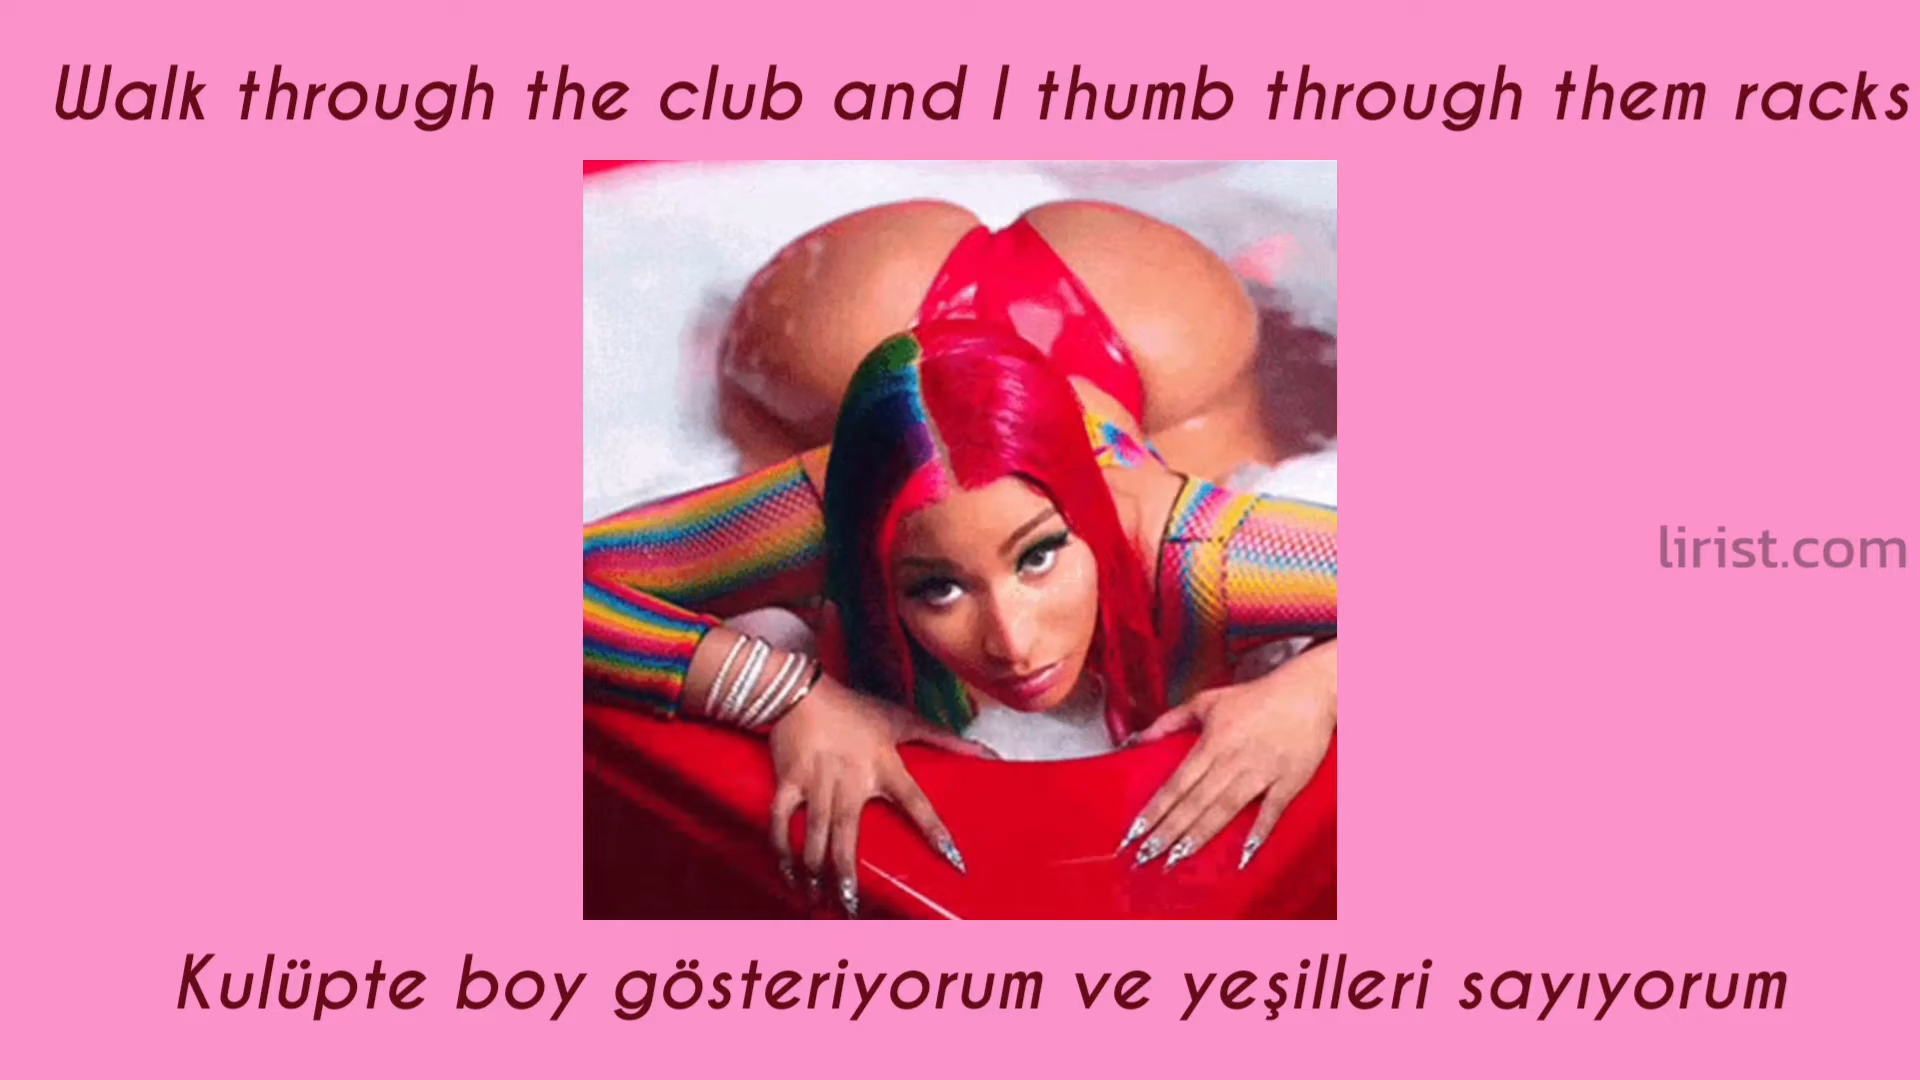 Walk through the club and I thumb through them racks
lirist.com
Kulüpte boy gösteriyorum ve yeşilleri sayıyorum